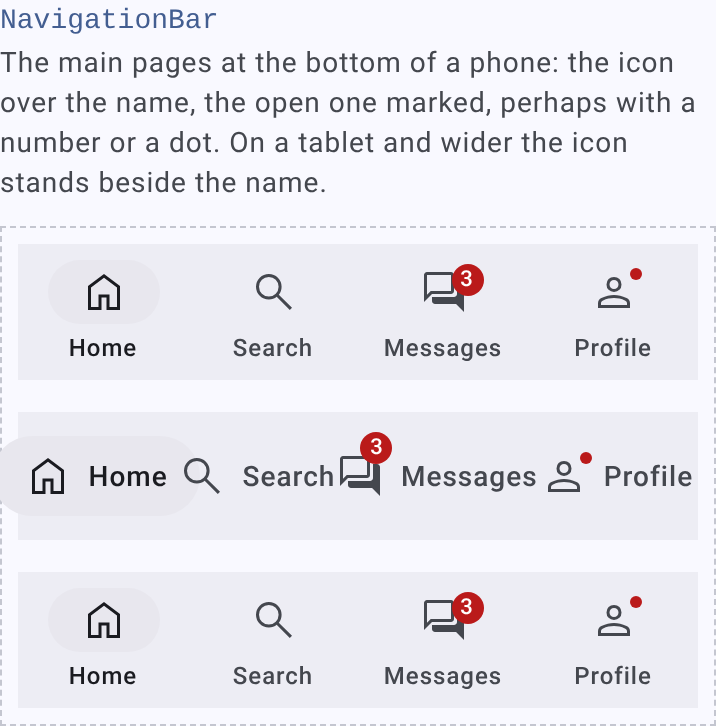 NavigationBar
The main pages at the bottom of a phone: the icon
over the name, the open one marked, perhaps with a
number or a dot. On a tablet and wider the icon
stands beside the name.
3
Home Search Messages Profile
3
Home Search Messages Profile
3
Home Search Messages Profile